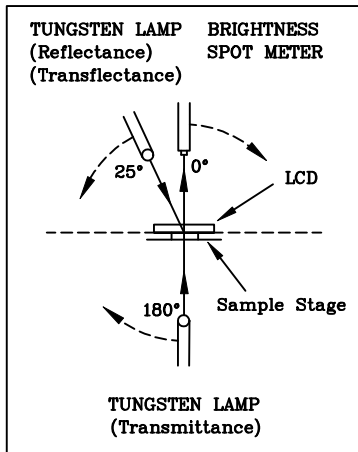 TUNGSTEN LAMP
(Reflectance)
(Transflectance)
BRIGHTNESS
SPOT METER
25°
0°
LCD
Sample Stage
180°
TUNGSTEN LAMP
(Transmittance)